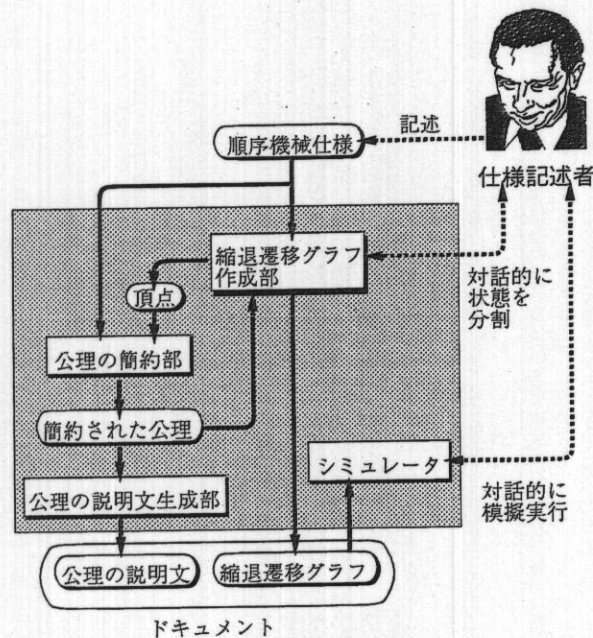 記述
順序機械仕様
仕様記述者
縮退遷移グラフ
作成部
対話的に
状態を
分割
頂点
公理の簡約部
簡約された公理
シミュレータ
公理の説明文生成部
対話的に
模擬実行
公理の説明文
縮退遷移グラフ
ドキュメント